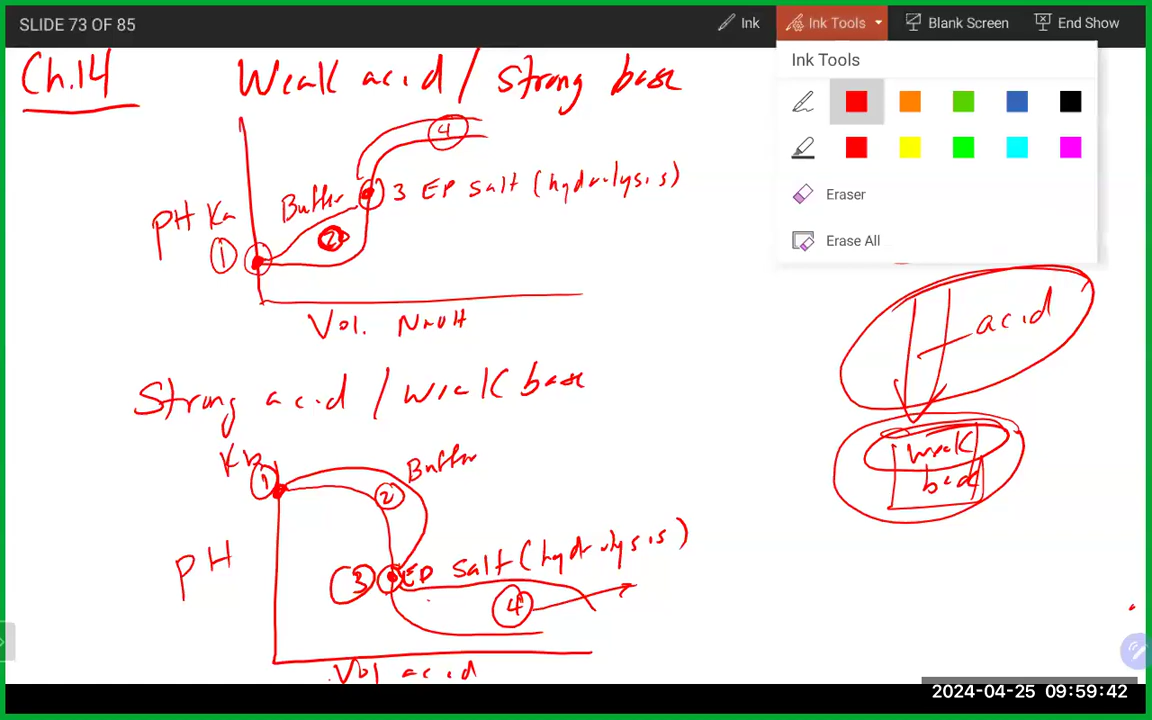 SLIDE 73 OF 85
Ink
Ink Tools
Blank Screen
End Show
Ink Tools
Eraser
Erase All
Ch.14 Weak acid / Strong base
4
Buffer 3 EP salt (hydrolysis)
pH Ka
1
2
Vol. NaOH
acid
Strong acid / weak base
weak
base
Kb
1
Buffer
2
pH
3 EP salt (hydrolysis)
4
Vol acid
2024-04-25 09:59:42